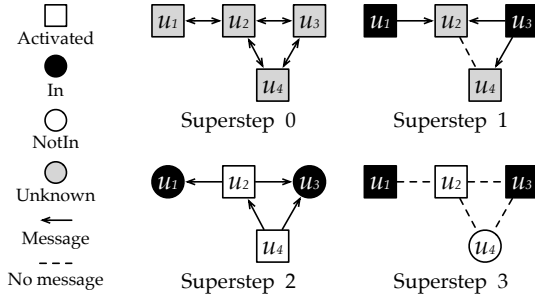 Activated
In
NotIn
Unknown
Message
No message
u1 u2 u3
u4
Superstep 0
u1 u2 u3
u4
Superstep 1
u1 u2 u3
u4
Superstep 2
u1 u2 u3
u4
Superstep 3